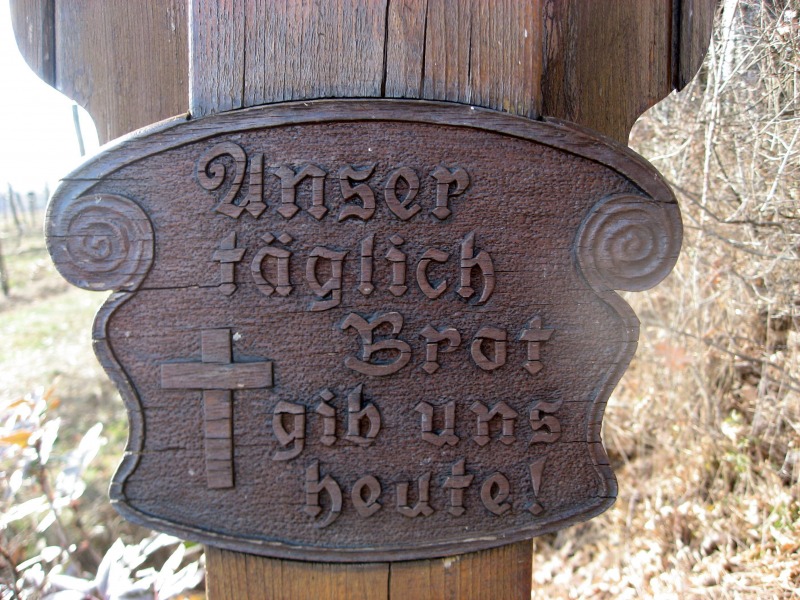 Unser
täglich
Brot
gib uns
heute!